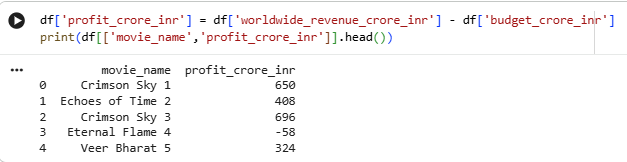 df['profit_crore_inr'] = df['worldwide_revenue_crore_inr'] - df['budget_crore_inr']
print(df[['movie_name','profit_crore_inr']].head())
movie_name profit_crore_inr
0 Crimson Sky 1 650
1 Echoes of Time 2 408
2 Crimson Sky 3 696
3 Eternal Flame 4 -58
4 Veer Bharat 5 324